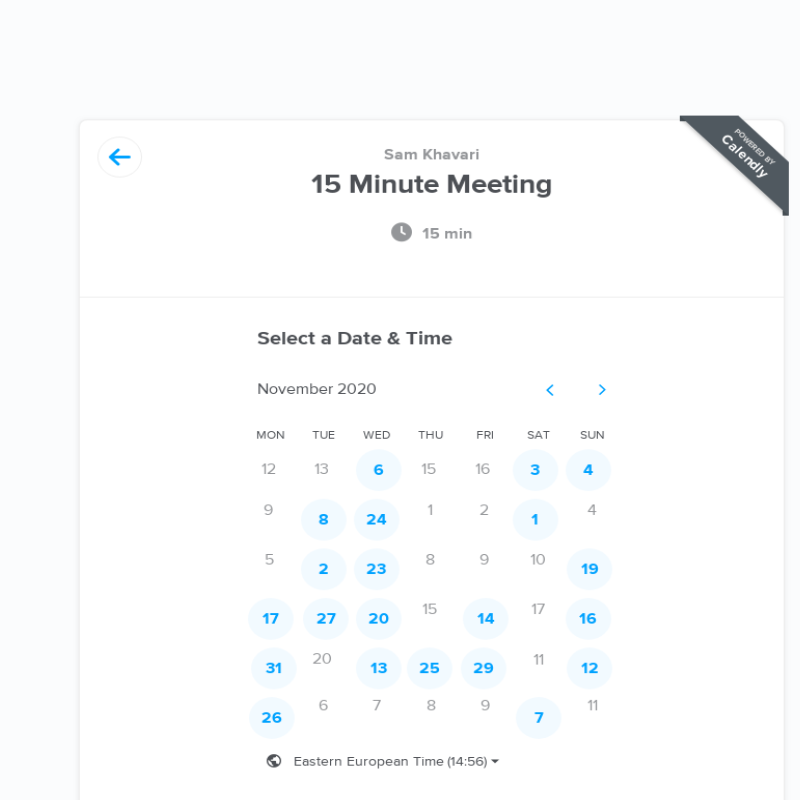 POWERED BY
Calendly
Sam Khavari
15 Minute Meeting
15 min
Select a Date & Time
November 2020
MON TUE WED THU FRI SAT SUN
12 13 6 15 16 3 4
9 8 24 1 2 1 4
5 2 23 8 9 10 19
17 27 20 15 14 17 16
31 20 13 25 29 11 12
26 6 7 8 9 7 11
Eastern European Time (14:56)